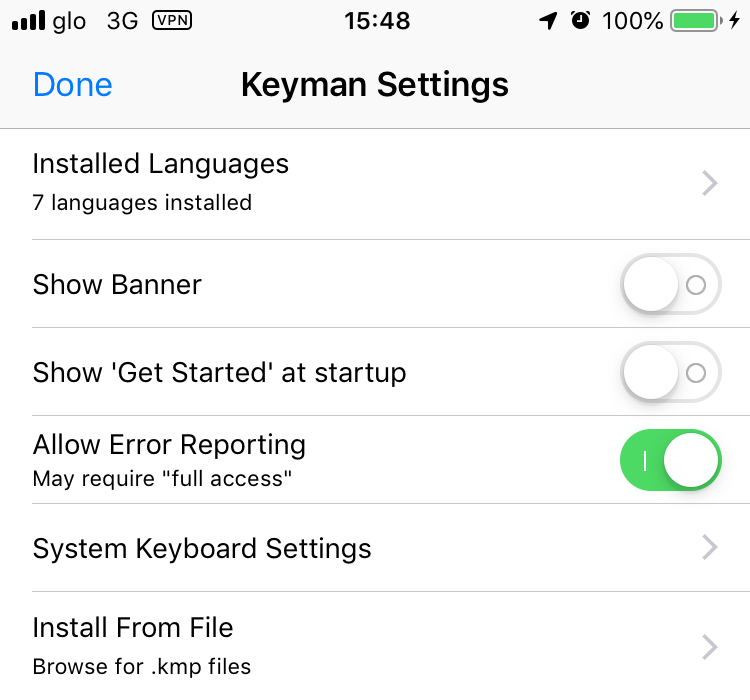 glo 3G VPN 15:48 100%
Done Keyman Settings
Installed Languages
7 languages installed
Show Banner
Show 'Get Started' at startup
Allow Error Reporting
May require "full access"
System Keyboard Settings
Install From File
Browse for .kmp files